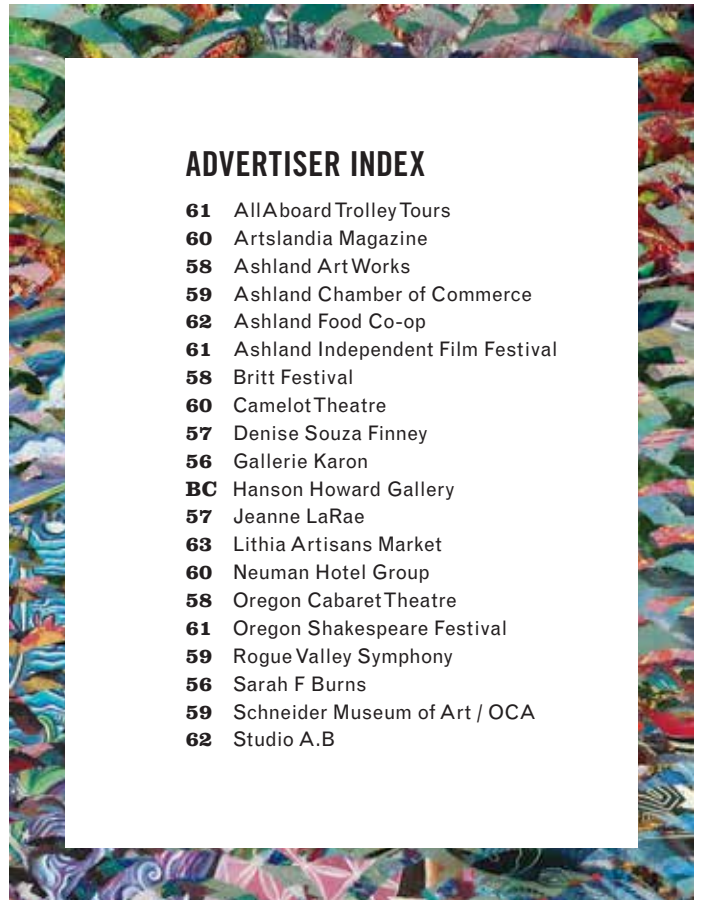 ADVERTISER INDEX
61 All Aboard Trolley Tours
60 Artslandia Magazine
58 Ashland Art Works
59 Ashland Chamber of Commerce
62 Ashland Food Co-op
61 Ashland Independent Film Festival
58 Britt Festival
60 Camelot Theatre
57 Denise Souza Finney
56 Gallerie Karon
BC Hanson Howard Gallery
57 Jeanne LaRae
63 Lithia Artisans Market
60 Neuman Hotel Group
58 Oregon Cabaret Theatre
61 Oregon Shakespeare Festival
59 Rogue Valley Symphony
56 Sarah F Burns
59 Schneider Museum of Art / OCA
62 Studio A.B